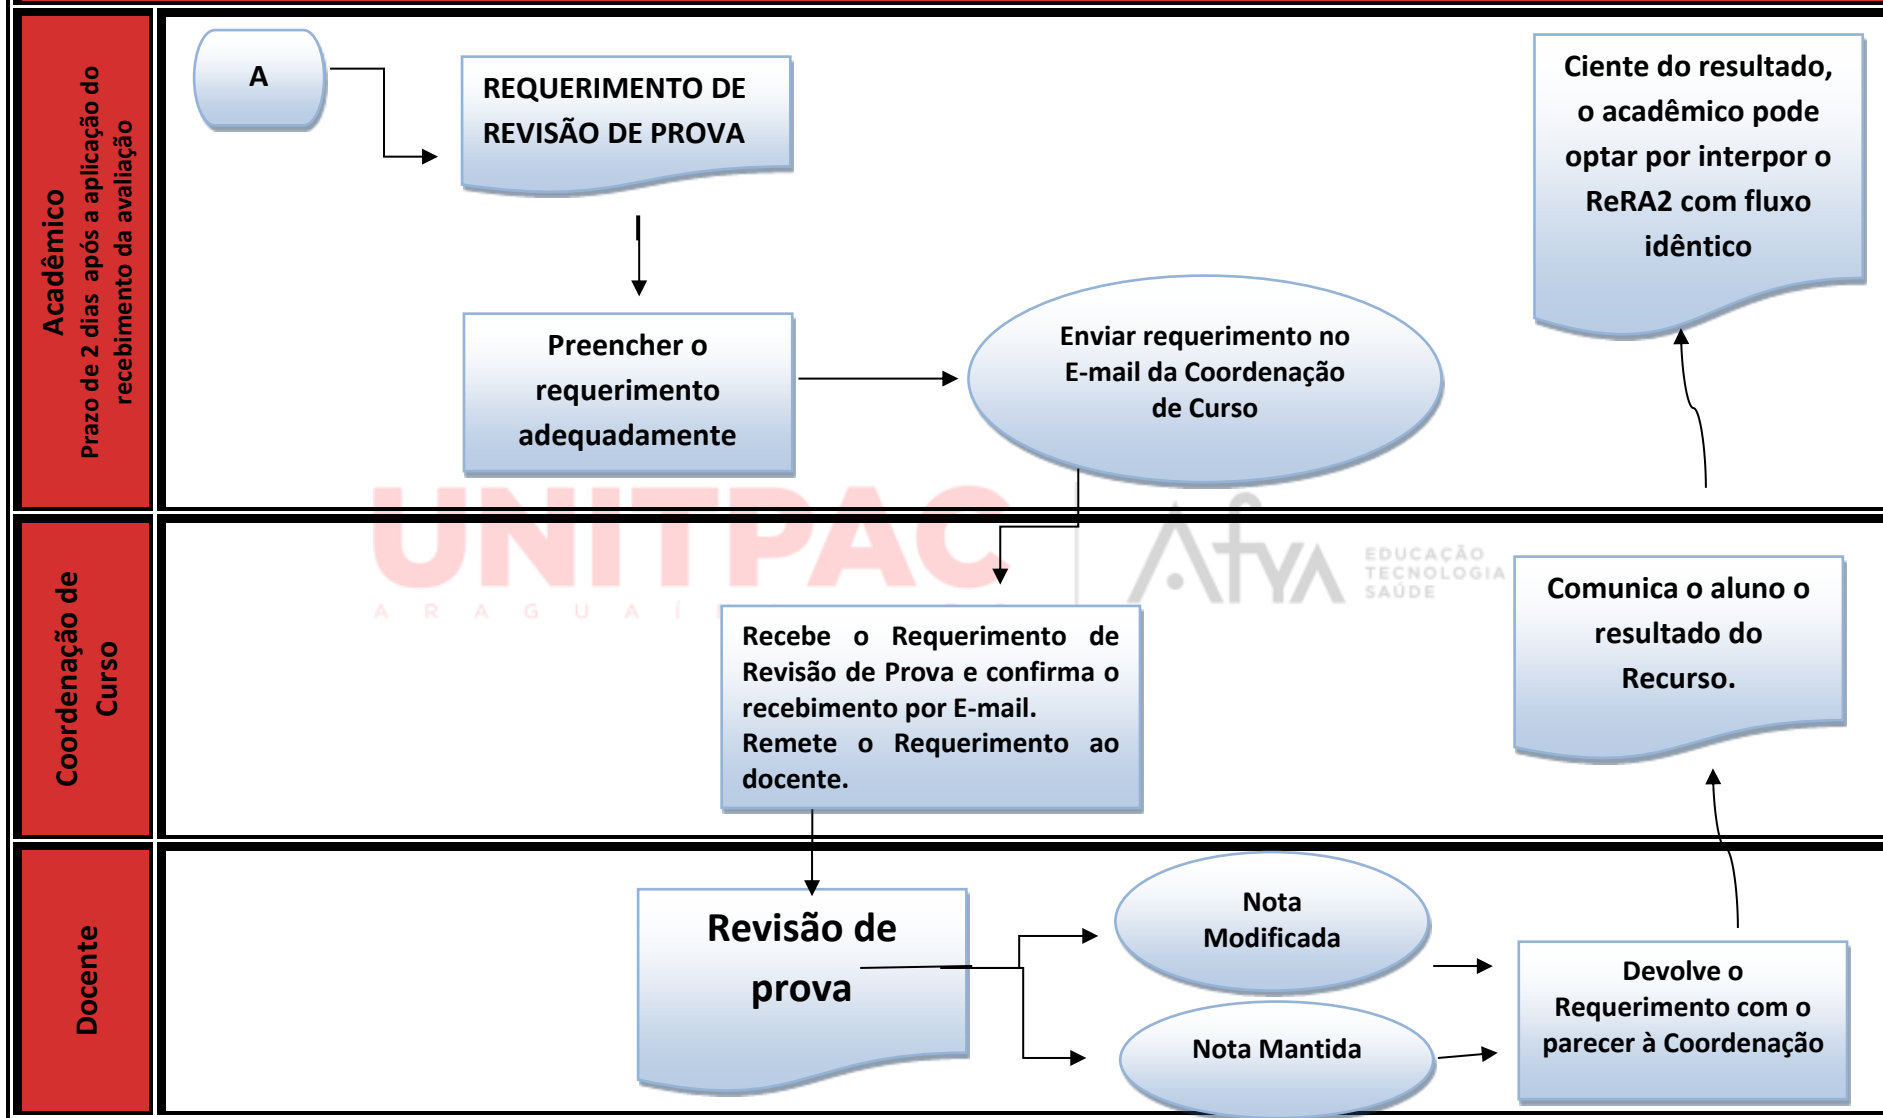 Acadêmico
Prazo de 2 dias após a aplicação do
recebimento da avaliação
A
REQUERIMENTO DE
REVISÃO DE PROVA
Preencher o
requerimento
adequadamente
Enviar requerimento no
E-mail da Coordenação
de Curso
Ciente do resultado,
o acadêmico pode
optar por interpor o
ReRA2 com fluxo
idêntico
UNITPAC
ARAGUAÍ
Afya
EDUCAÇÃO
TECNOLOGIA
SAÚDE
Coordenação de
Curso
Recebe o Requerimento de
Revisão de Prova e confirma o
recebimento por E-mail.
Remete o Requerimento ao
docente.
Comunica o aluno o
resultado do
Recurso.
Docente
Revisão de
prova
Nota
Modificada
Nota Mantida
Devolve o
Requerimento com o
parecer à Coordenação